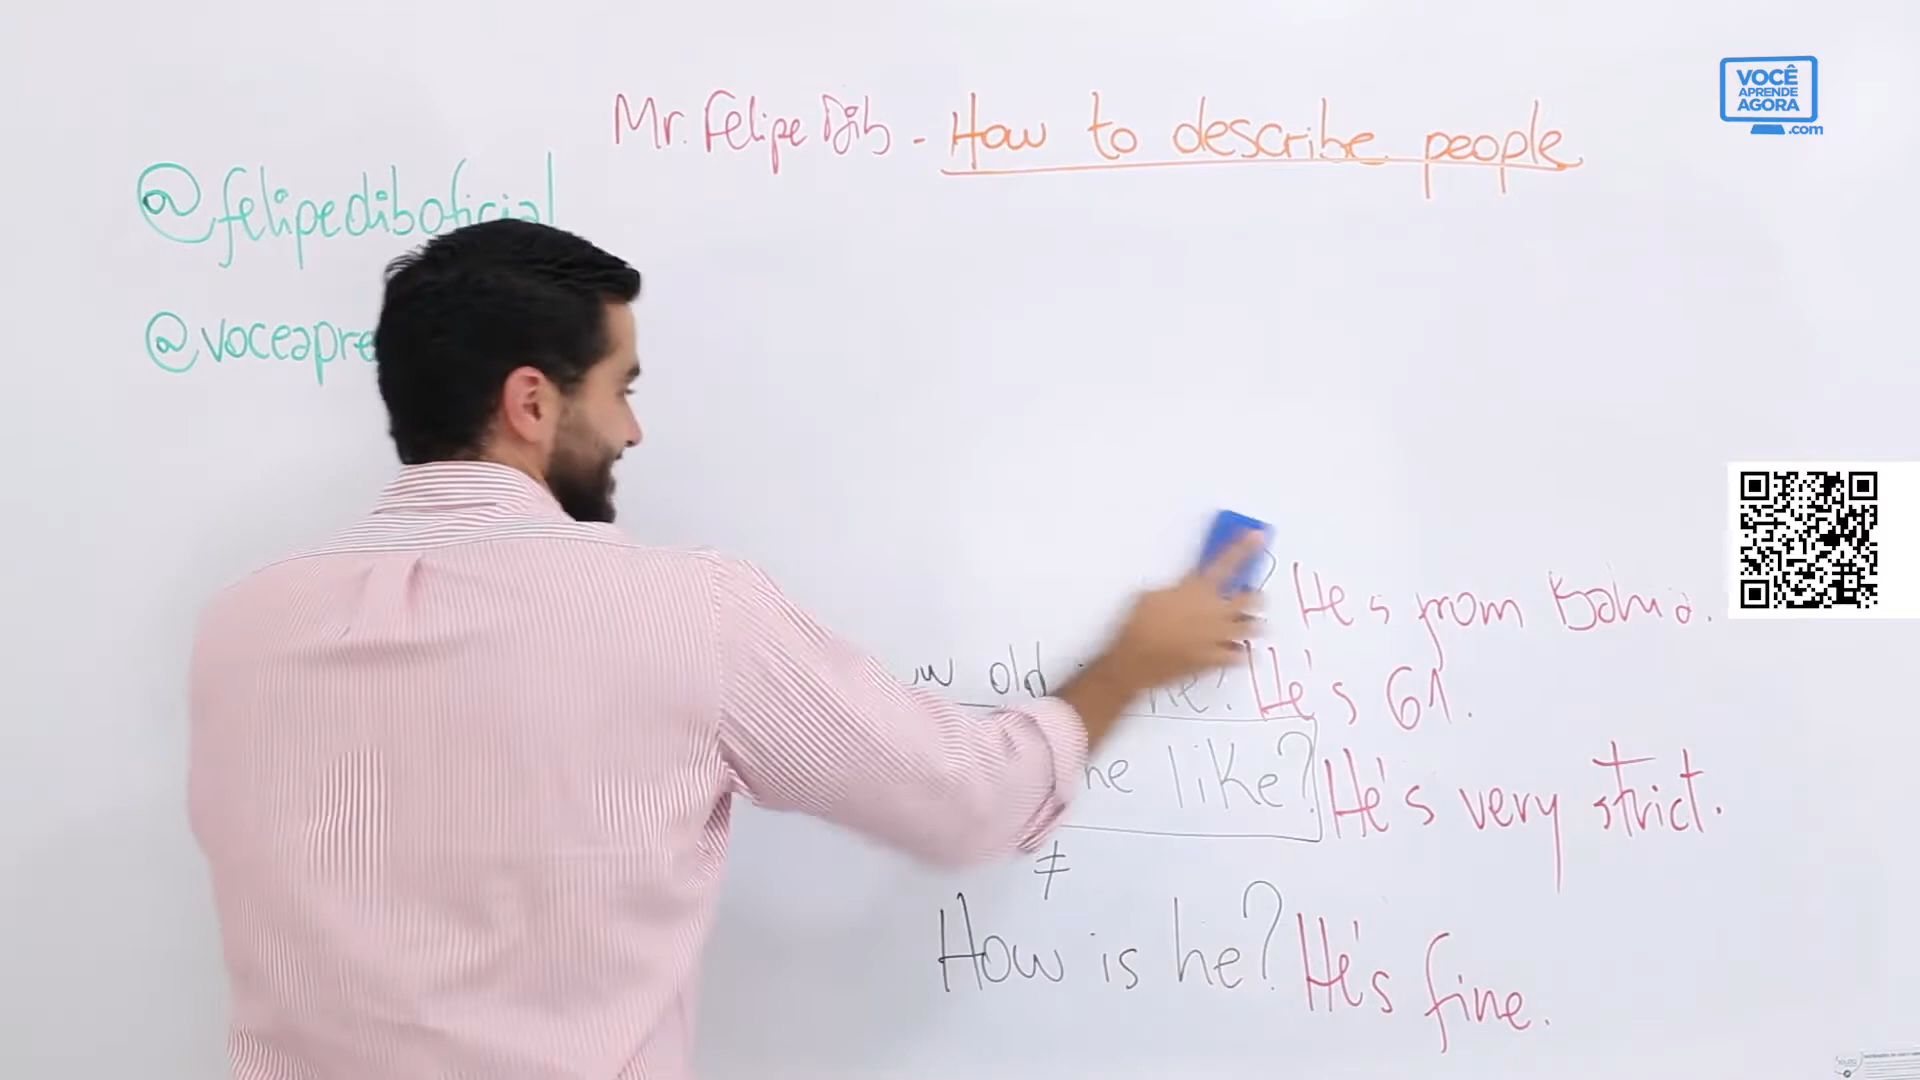 VOCÊ
APRENDE
AGORA
.com
Mr. Felipe Dib - How to describe people
@felipediboficial
@voceapre
? He's from Bahia.
old he? He's 61.
he like? He's very strict.
≠
How is he? He's fine.